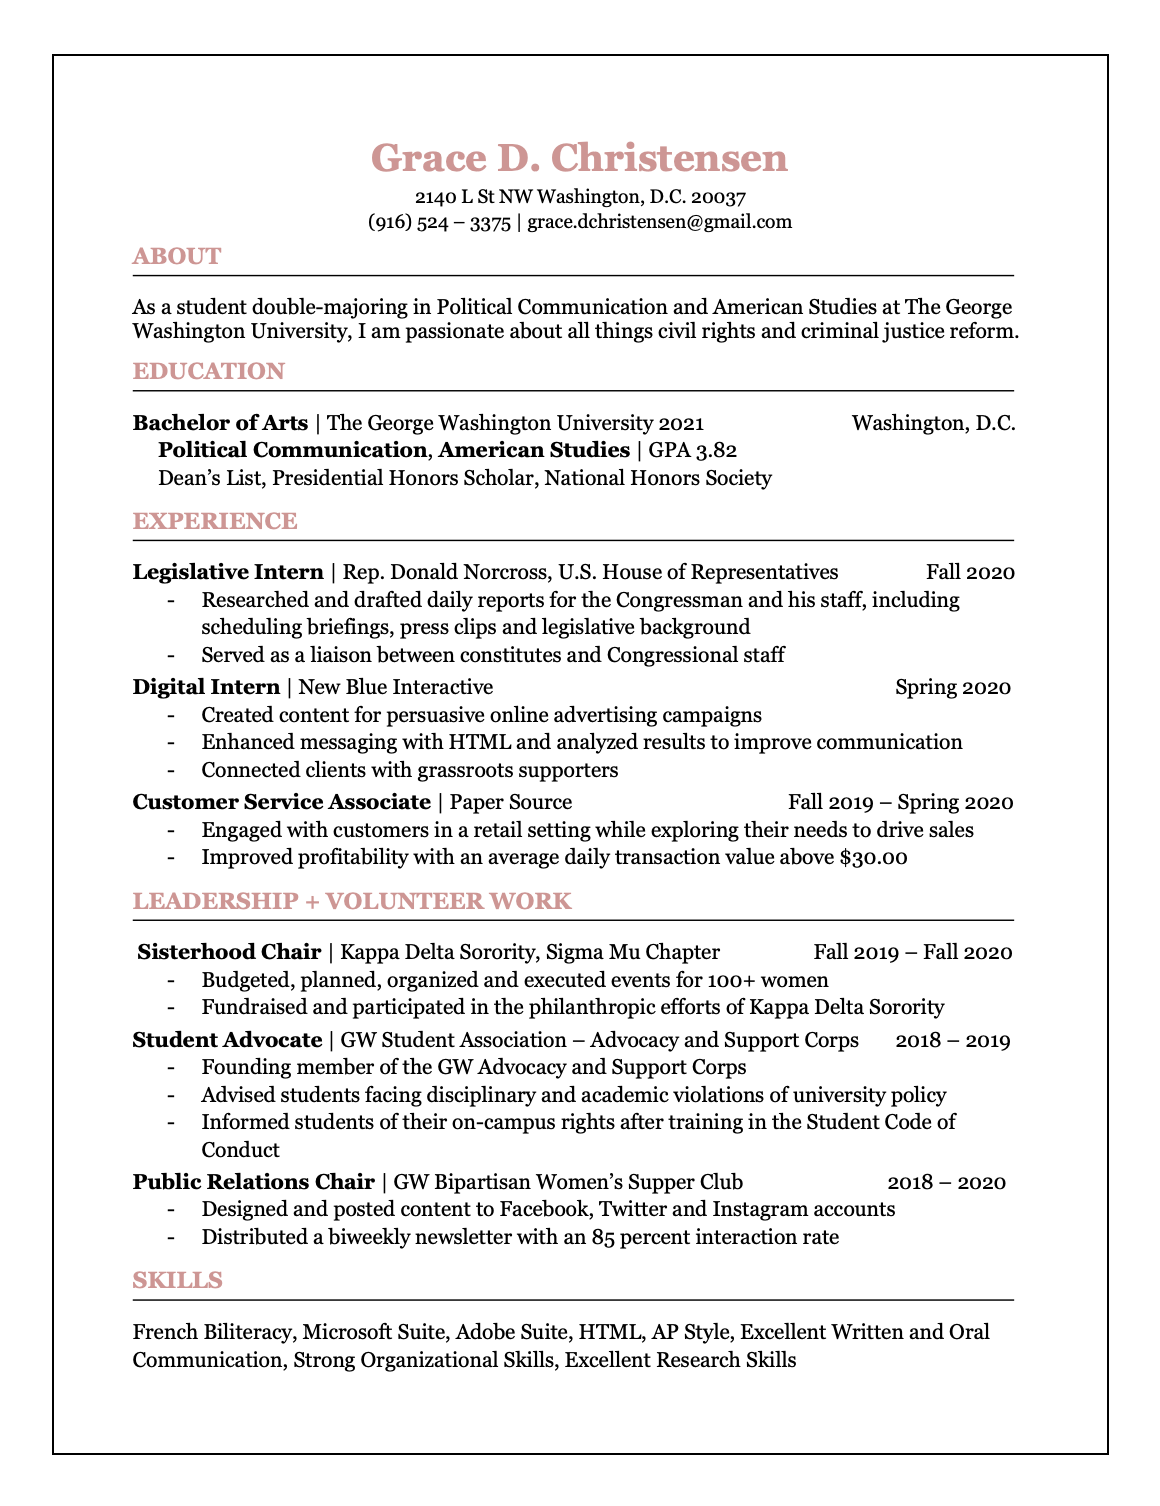 Grace D. Christensen
2140 L St NW Washington, D.C. 20037
(916) 524 – 3375 | grace.dchristensen@gmail.com
ABOUT
As a student double-majoring in Political Communication and American Studies at The George
Washington University, I am passionate about all things civil rights and criminal justice reform.
EDUCATION
Bachelor of Arts | The George Washington University 2021 Washington, D.C.
Political Communication, American Studies | GPA 3.82
Dean’s List, Presidential Honors Scholar, National Honors Society
EXPERIENCE
Legislative Intern | Rep. Donald Norcross, U.S. House of Representatives Fall 2020
- Researched and drafted daily reports for the Congressman and his staff, including
scheduling briefings, press clips and legislative background
- Served as a liaison between constitutes and Congressional staff
Digital Intern | New Blue Interactive Spring 2020
- Created content for persuasive online advertising campaigns
- Enhanced messaging with HTML and analyzed results to improve communication
- Connected clients with grassroots supporters
Customer Service Associate | Paper Source Fall 2019 – Spring 2020
- Engaged with customers in a retail setting while exploring their needs to drive sales
- Improved profitability with an average daily transaction value above $30.00
LEADERSHIP + VOLUNTEER WORK
Sisterhood Chair | Kappa Delta Sorority, Sigma Mu Chapter Fall 2019 – Fall 2020
- Budgeted, planned, organized and executed events for 100+ women
- Fundraised and participated in the philanthropic efforts of Kappa Delta Sorority
Student Advocate | GW Student Association – Advocacy and Support Corps 2018 – 2019
- Founding member of the GW Advocacy and Support Corps
- Advised students facing disciplinary and academic violations of university policy
- Informed students of their on-campus rights after training in the Student Code of
Conduct
Public Relations Chair | GW Bipartisan Women’s Supper Club 2018 – 2020
- Designed and posted content to Facebook, Twitter and Instagram accounts
- Distributed a biweekly newsletter with an 85 percent interaction rate
SKILLS
French Biliteracy, Microsoft Suite, Adobe Suite, HTML, AP Style, Excellent Written and Oral
Communication, Strong Organizational Skills, Excellent Research Skills